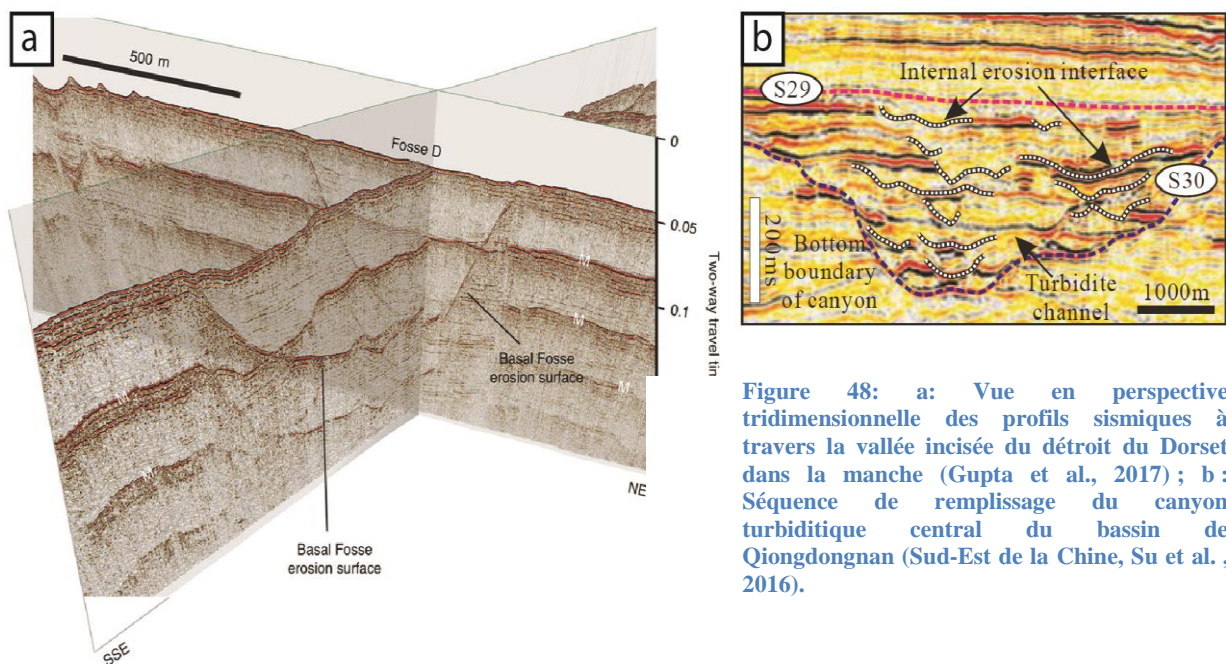 a
500 m
Fosse D
0
0.05
0.1
Two-way travel tin
M
M
M
M
M
Basal Fosse
erosion surface
Basal Fosse
erosion surface
NE
SSE
b
Internal erosion interface
S29
S30
200ms
Bottom
boundary
of canyon
Turbidite
channel
1000m
Figure 48: a: Vue en perspective
tridimensionnelle des profils sismiques à
travers la vallée incisée du détroit du Dorset
dans la manche (Gupta et al., 2017) ; b :
Séquence de remplissage du canyon
turbiditique central du bassin de
Qiongdongnan (Sud-Est de la Chine, Su et al. ,
2016).